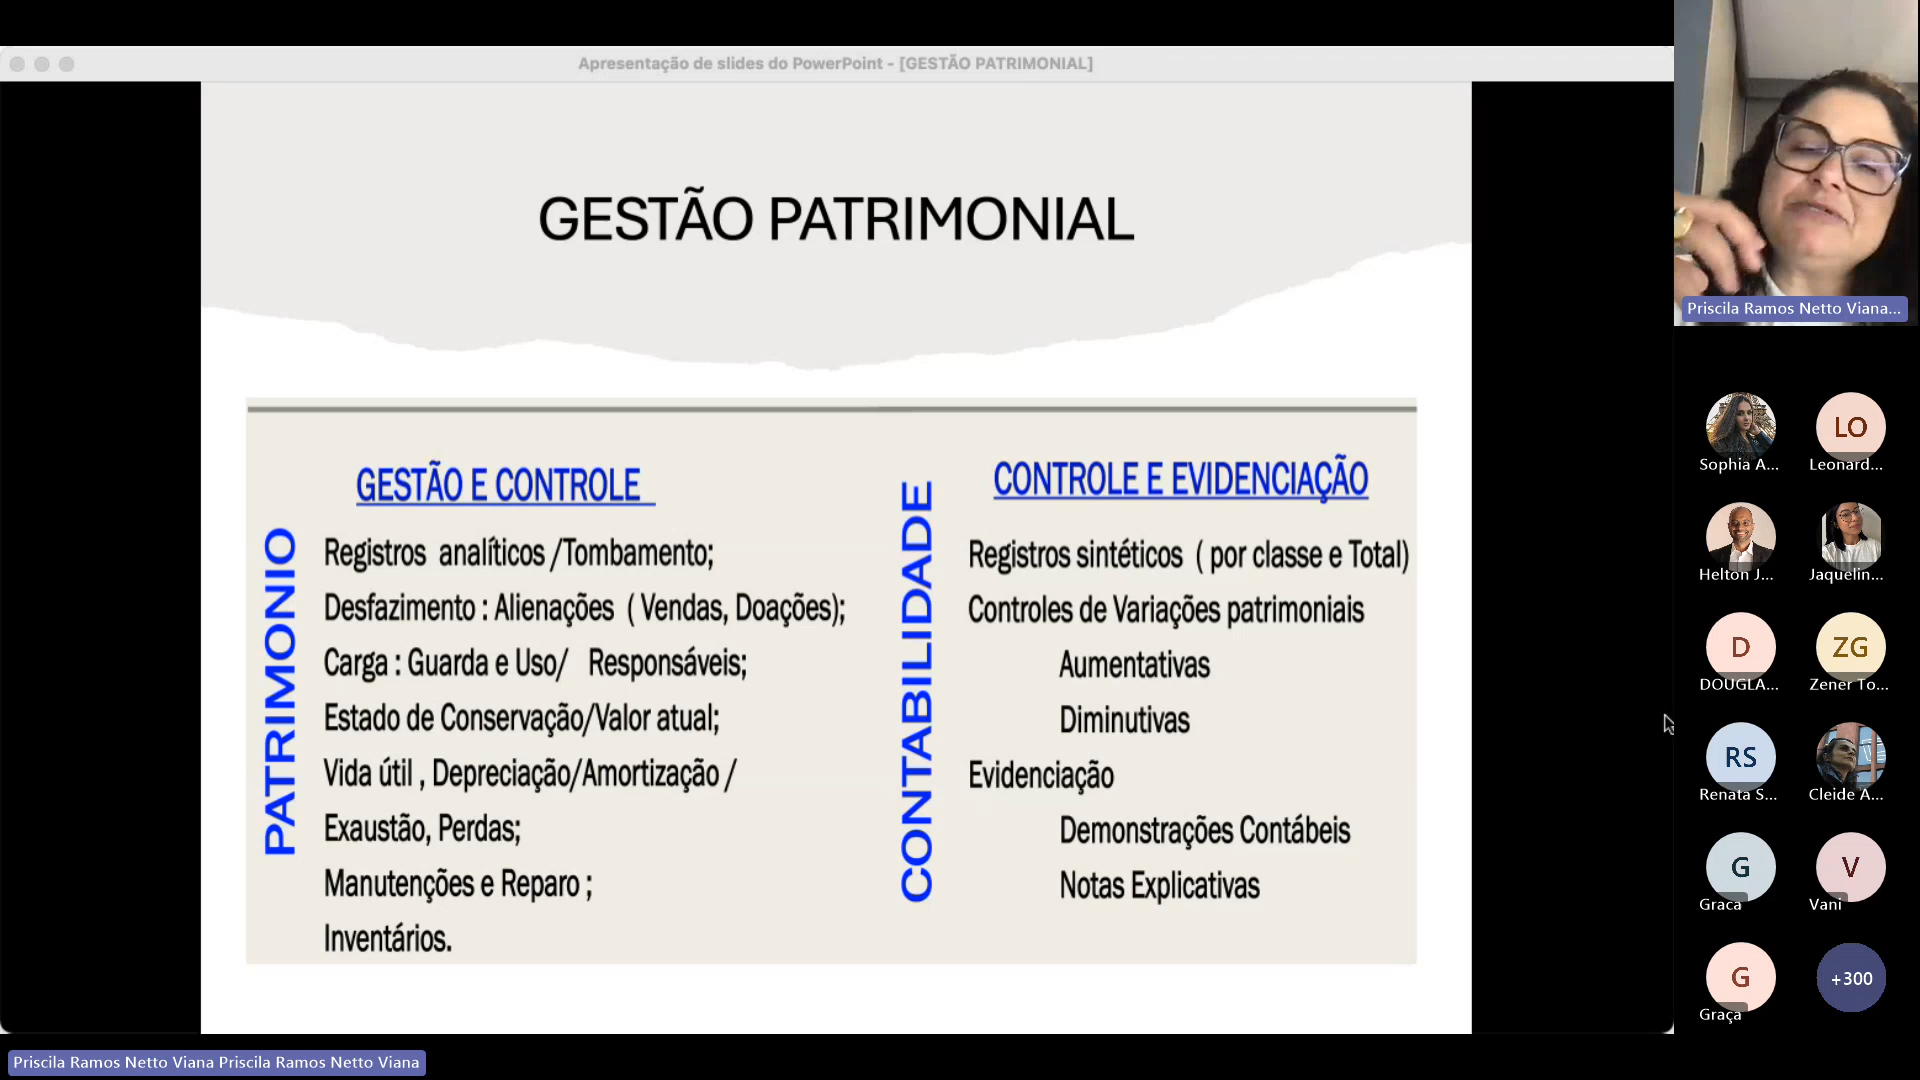 Apresentação de slides do PowerPoint - [GESTÃO PATRIMONIAL]
GESTÃO PATRIMONIAL
PATRIMONIO
GESTÃO E CONTROLE
Registros analíticos /Tombamento;
Desfazimento : Alienações ( Vendas, Doações);
Carga : Guarda e Uso/ Responsáveis;
Estado de Conservação/Valor atual;
Vida útil , Depreciação/Amortização /
Exaustão, Perdas;
Manutenções e Reparo ;
Inventários.
CONTABILIDADE
CONTROLE E EVIDENCIAÇÃO
Registros sintéticos ( por classe e Total)
Controles de Variações patrimoniais
Aumentativas
Diminutivas
Evidenciação
Demonstrações Contábeis
Notas Explicativas
Priscila Ramos Netto Viana...
Sophia A...
LO
Leonard...
Helton J...
Jaquelin...
D
DOUGLA...
ZG
Zener To...
RS
Renata S...
Cleide A...
G
Graca
V
Vani
G
Graça
+300
Priscila Ramos Netto Viana Priscila Ramos Netto Viana